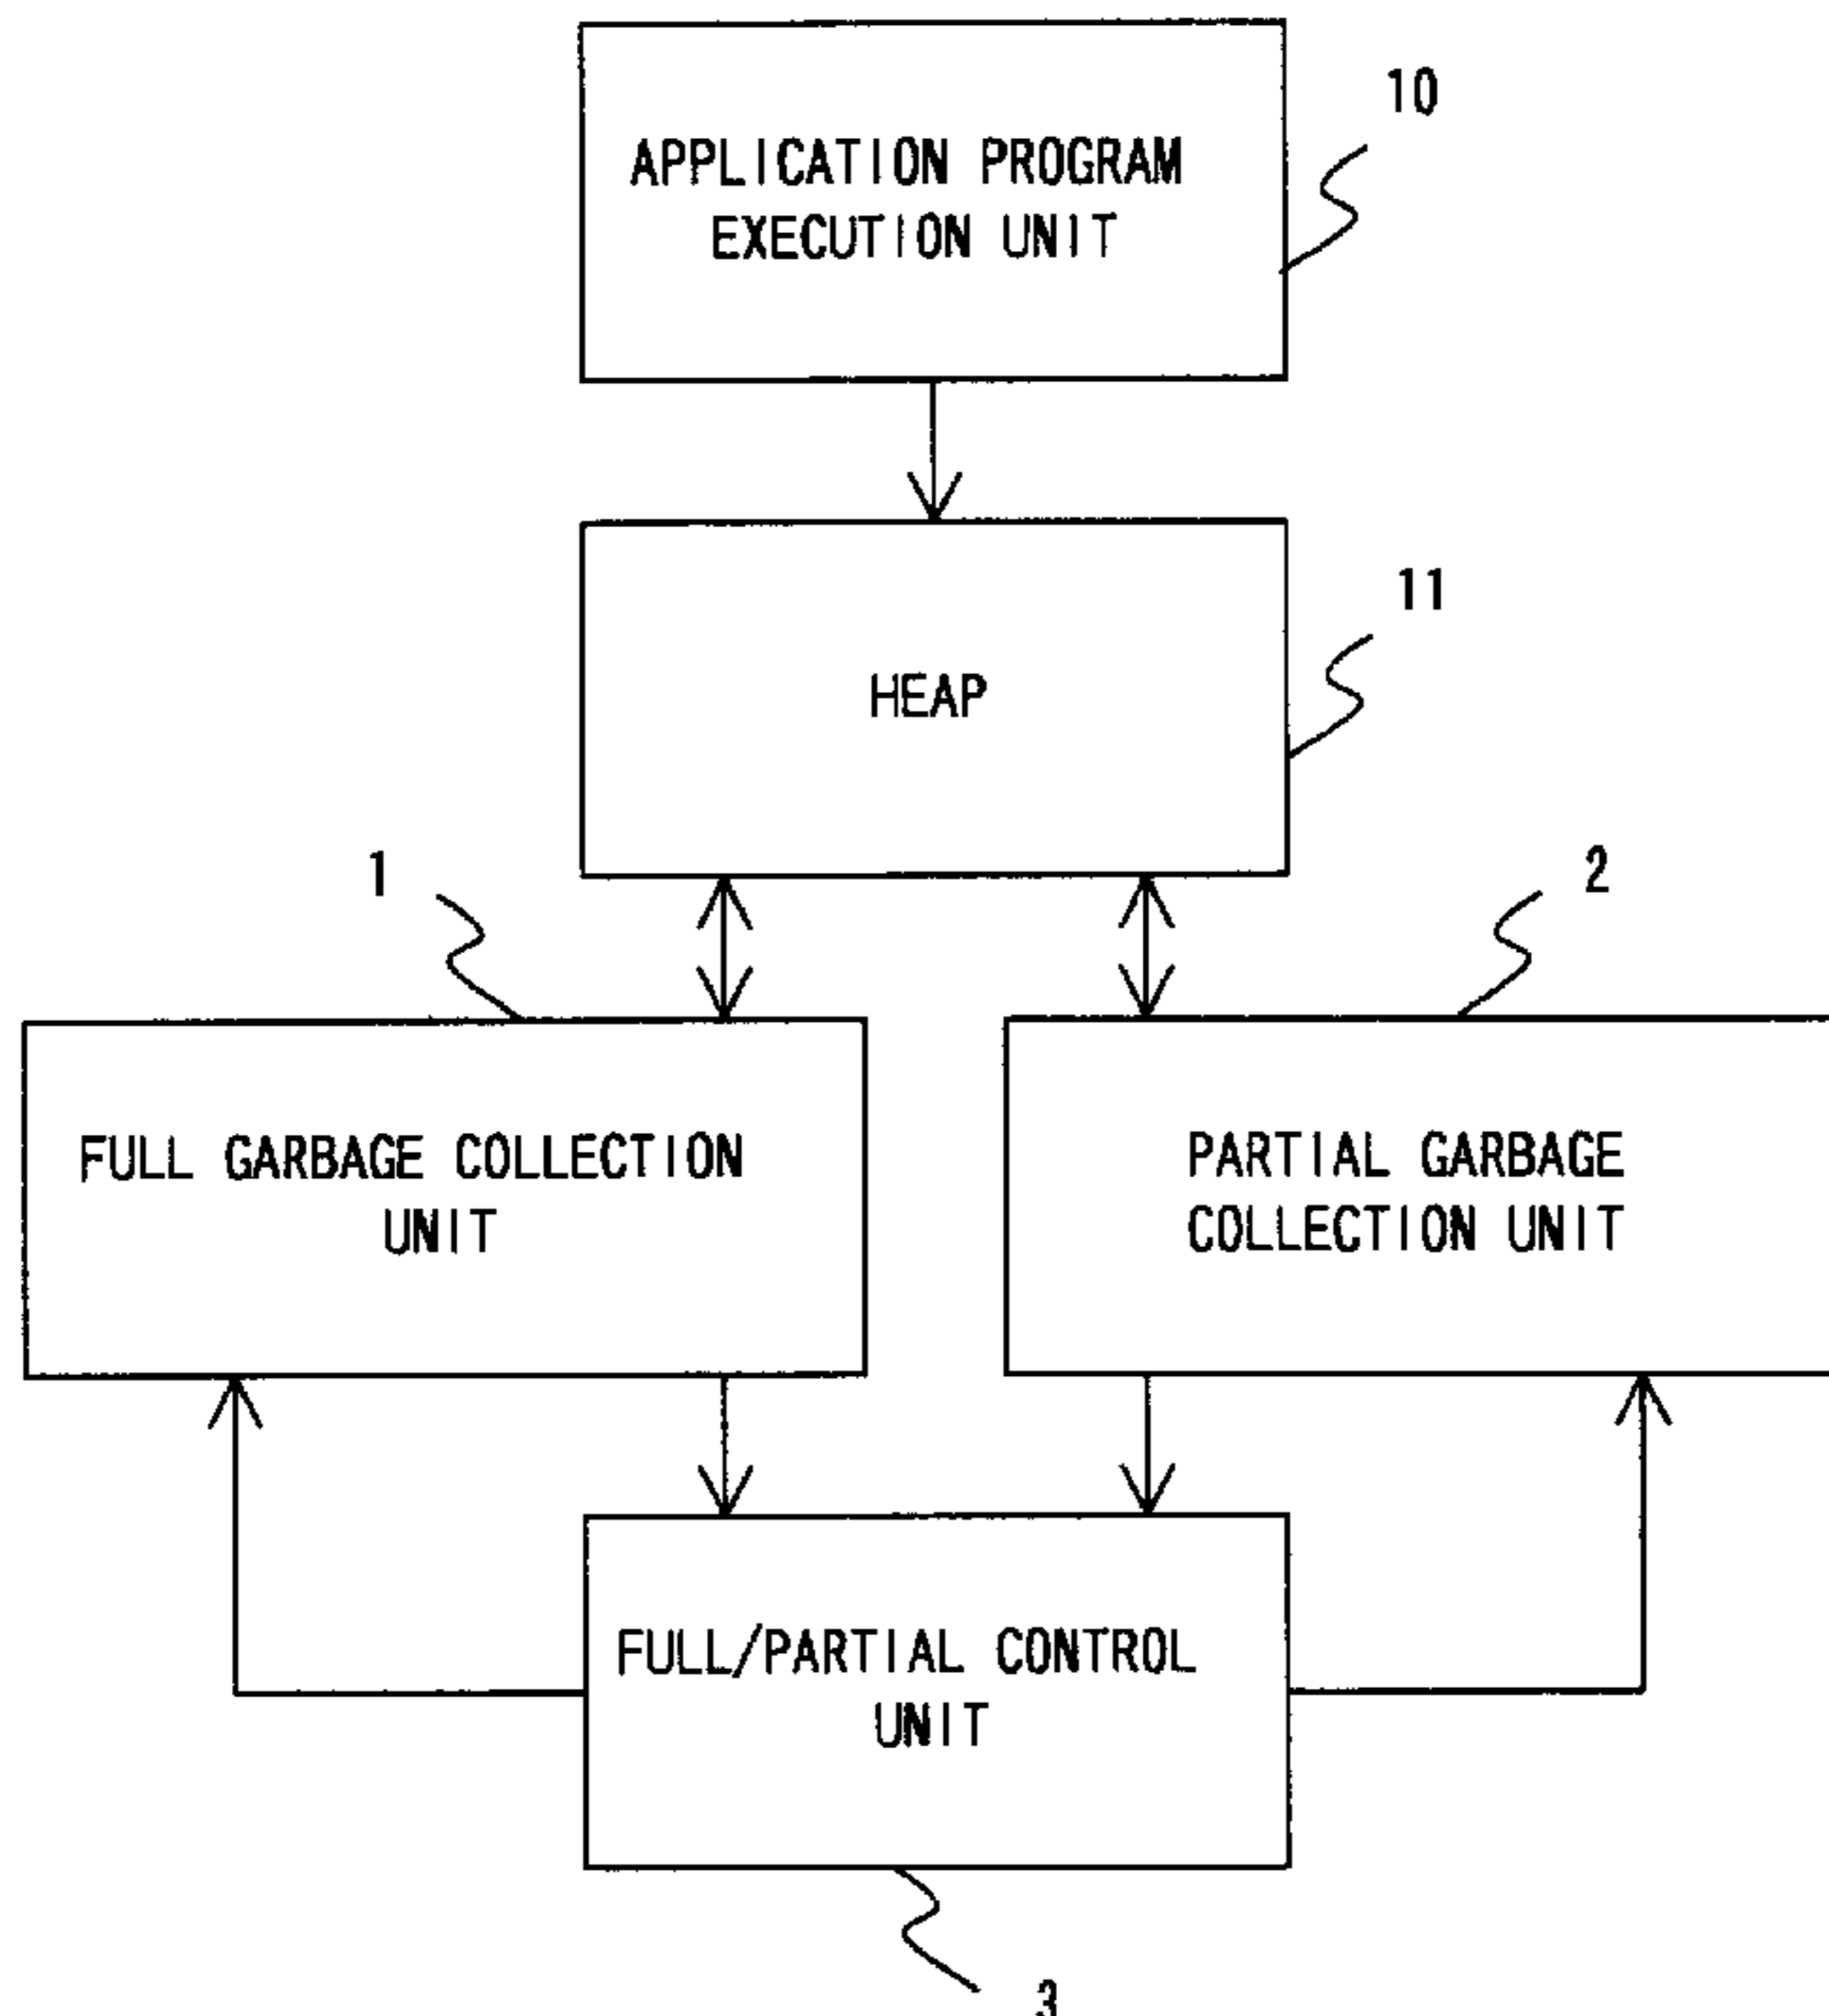 10
APPLICATION PROGRAM
EXECUTION UNIT
11
HEAP
1
2
FULL GARBAGE COLLECTION
UNIT
PARTIAL GARBAGE
COLLECTION UNIT
FULL/PARTIAL CONTROL
UNIT
3